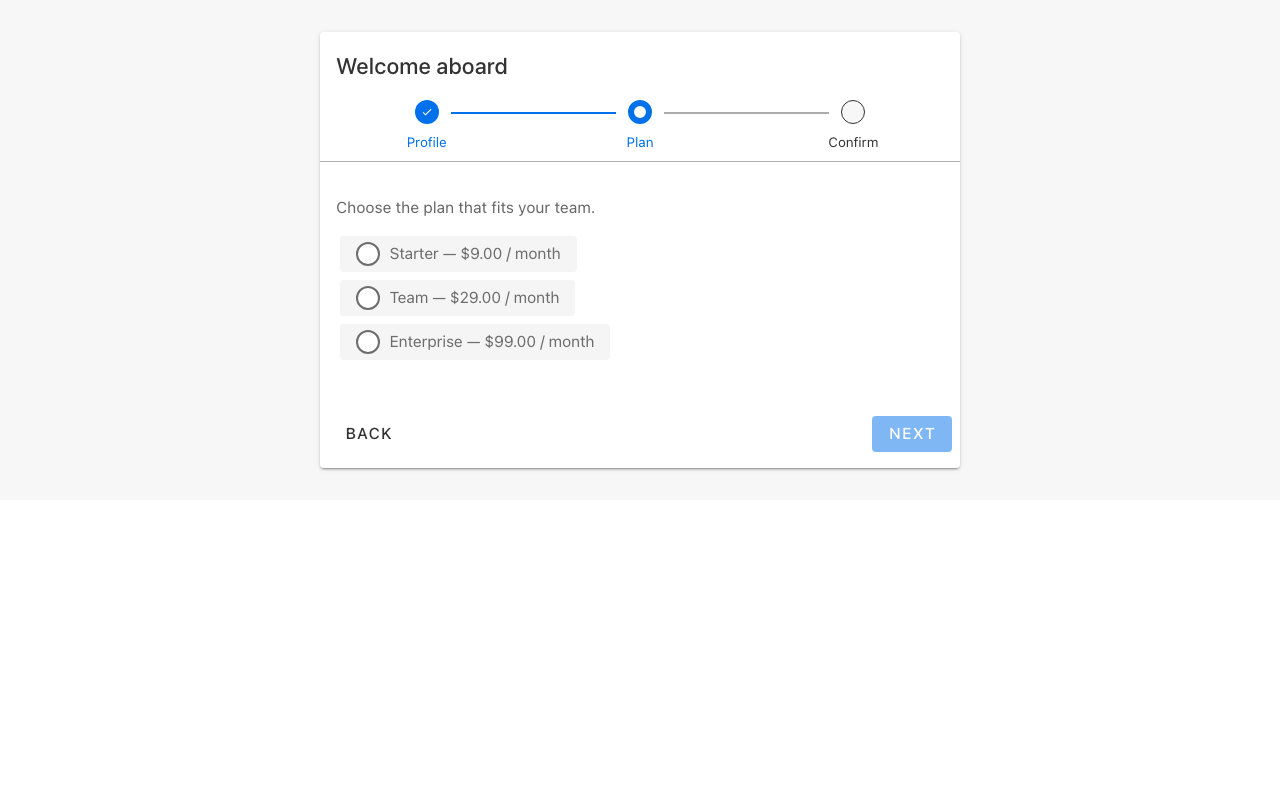 Welcome aboard
Profile
Plan
Confirm
Choose the plan that fits your team.
Starter — $9.00 / month
Team — $29.00 / month
Enterprise — $99.00 / month
BACK
NEXT